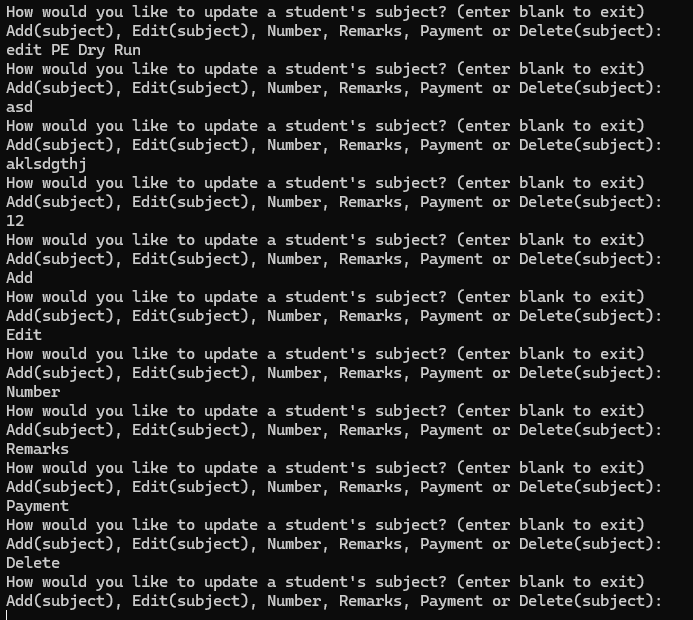 How would you like to update a student's subject? (enter blank to exit)
Add(subject), Edit(subject), Number, Remarks, Payment or Delete(subject):
edit PE Dry Run
How would you like to update a student's subject? (enter blank to exit)
Add(subject), Edit(subject), Number, Remarks, Payment or Delete(subject):
asd
How would you like to update a student's subject? (enter blank to exit)
Add(subject), Edit(subject), Number, Remarks, Payment or Delete(subject):
aklsdgthj
How would you like to update a student's subject? (enter blank to exit)
Add(subject), Edit(subject), Number, Remarks, Payment or Delete(subject):
12
How would you like to update a student's subject? (enter blank to exit)
Add(subject), Edit(subject), Number, Remarks, Payment or Delete(subject):
Add
How would you like to update a student's subject? (enter blank to exit)
Add(subject), Edit(subject), Number, Remarks, Payment or Delete(subject):
Edit
How would you like to update a student's subject? (enter blank to exit)
Add(subject), Edit(subject), Number, Remarks, Payment or Delete(subject):
Number
How would you like to update a student's subject? (enter blank to exit)
Add(subject), Edit(subject), Number, Remarks, Payment or Delete(subject):
Remarks
How would you like to update a student's subject? (enter blank to exit)
Add(subject), Edit(subject), Number, Remarks, Payment or Delete(subject):
Payment
How would you like to update a student's subject? (enter blank to exit)
Add(subject), Edit(subject), Number, Remarks, Payment or Delete(subject):
Delete
How would you like to update a student's subject? (enter blank to exit)
Add(subject), Edit(subject), Number, Remarks, Payment or Delete(subject):